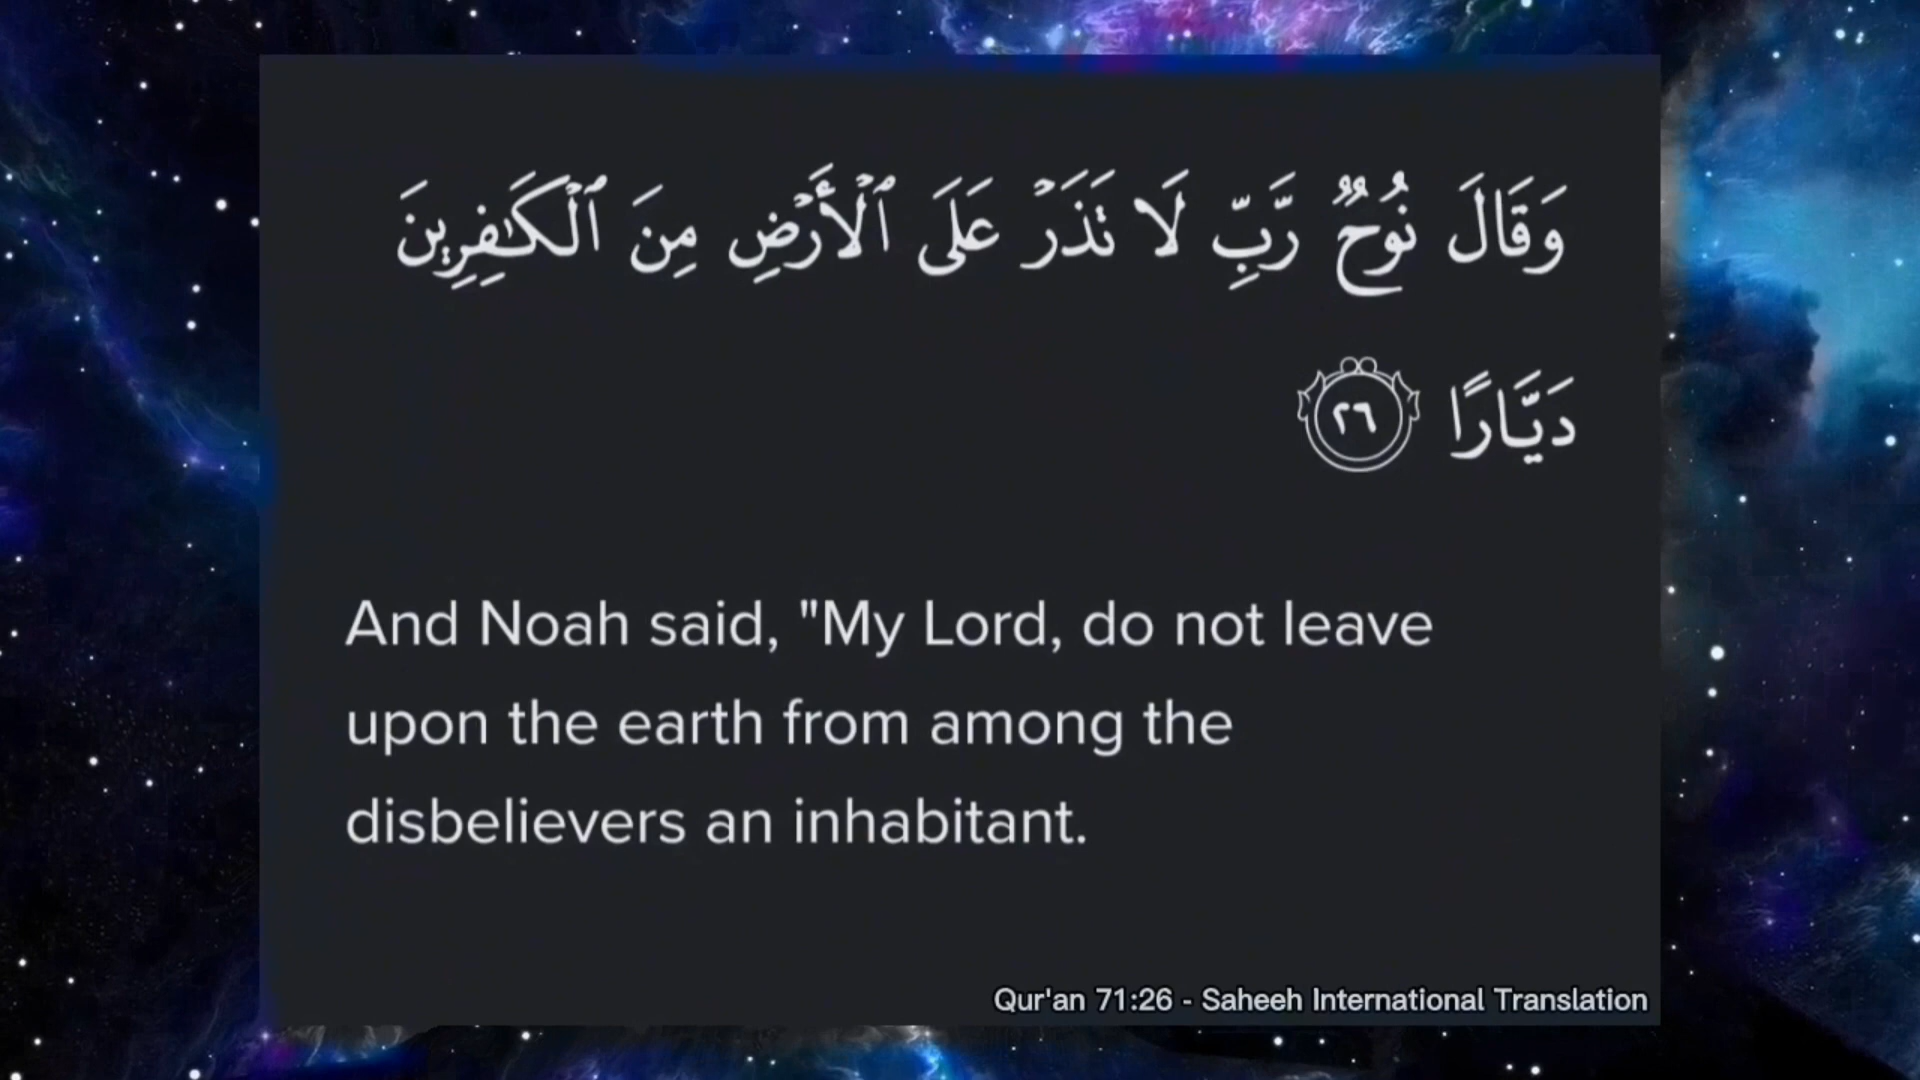 وَقَالَ نُوحٌ رَّبِّ لَا تَذَرْ عَلَى ٱلْأَرْضِ مِنَ ٱلْكَـٰفِرِينَ
دَيَّارًا ٢٦
And Noah said, "My Lord, do not leave
upon the earth from among the
disbelievers an inhabitant.
Qur'an 71:26 - Saheeh International Translation